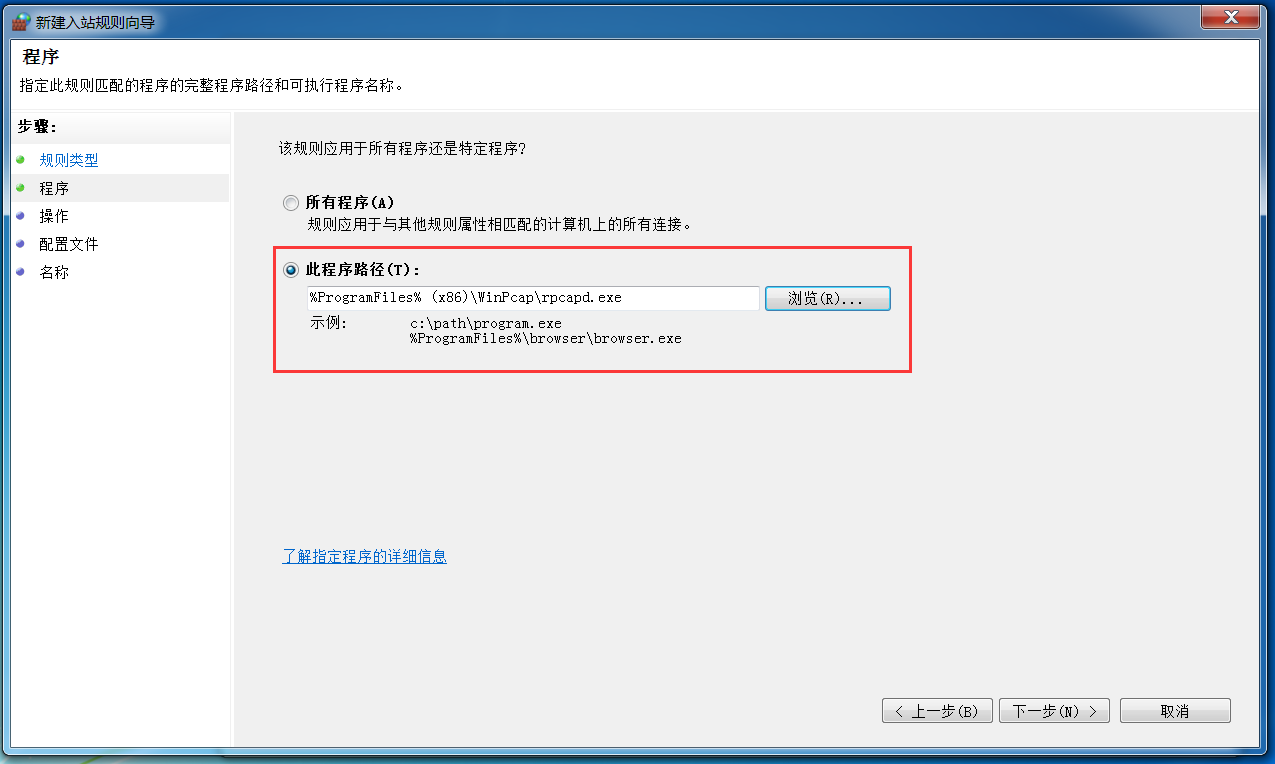 新建入站规则向导
程序
指定此规则匹配的程序的完整程序路径和可执行程序名称。
步骤:
规则类型
程序
操作
配置文件
名称
该规则应用于所有程序还是特定程序?
所有程序(A)
规则应用于与其他规则属性相匹配的计算机上的所有连接。
此程序路径(T):
%ProgramFiles% (x86)\WinPcap\rpcapd.exe
浏览(R)...
示例: c:\path\program.exe
%ProgramFiles%\browser\browser.exe
了解指定程序的详细信息
< 上一步(B) 下一步(N) > 取消